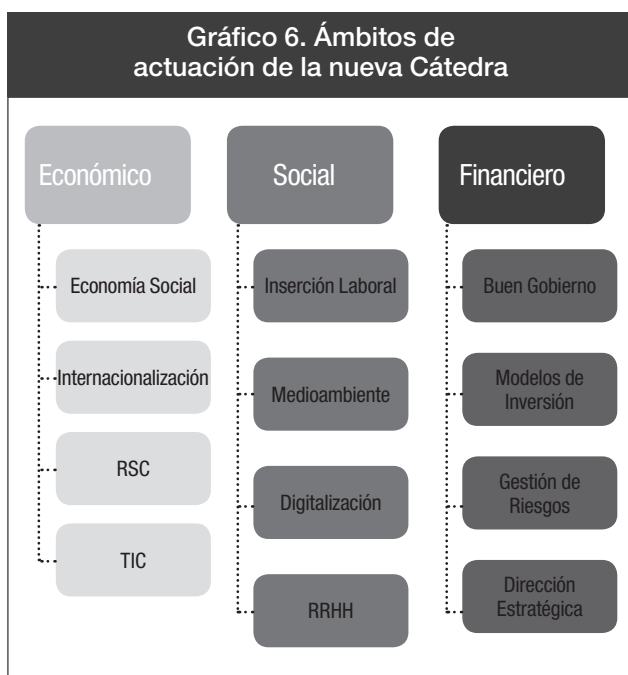 Gráfico 6. Ámbitos de
actuación de la nueva Cátedra
Económico
Economía Social
Internacionalización
RSC
TIC
Social
Inserción Laboral
Medioambiente
Digitalización
RRHH
Financiero
Buen Gobierno
Modelos de
Inversión
Gestión de
Riesgos
Dirección
Estratégica